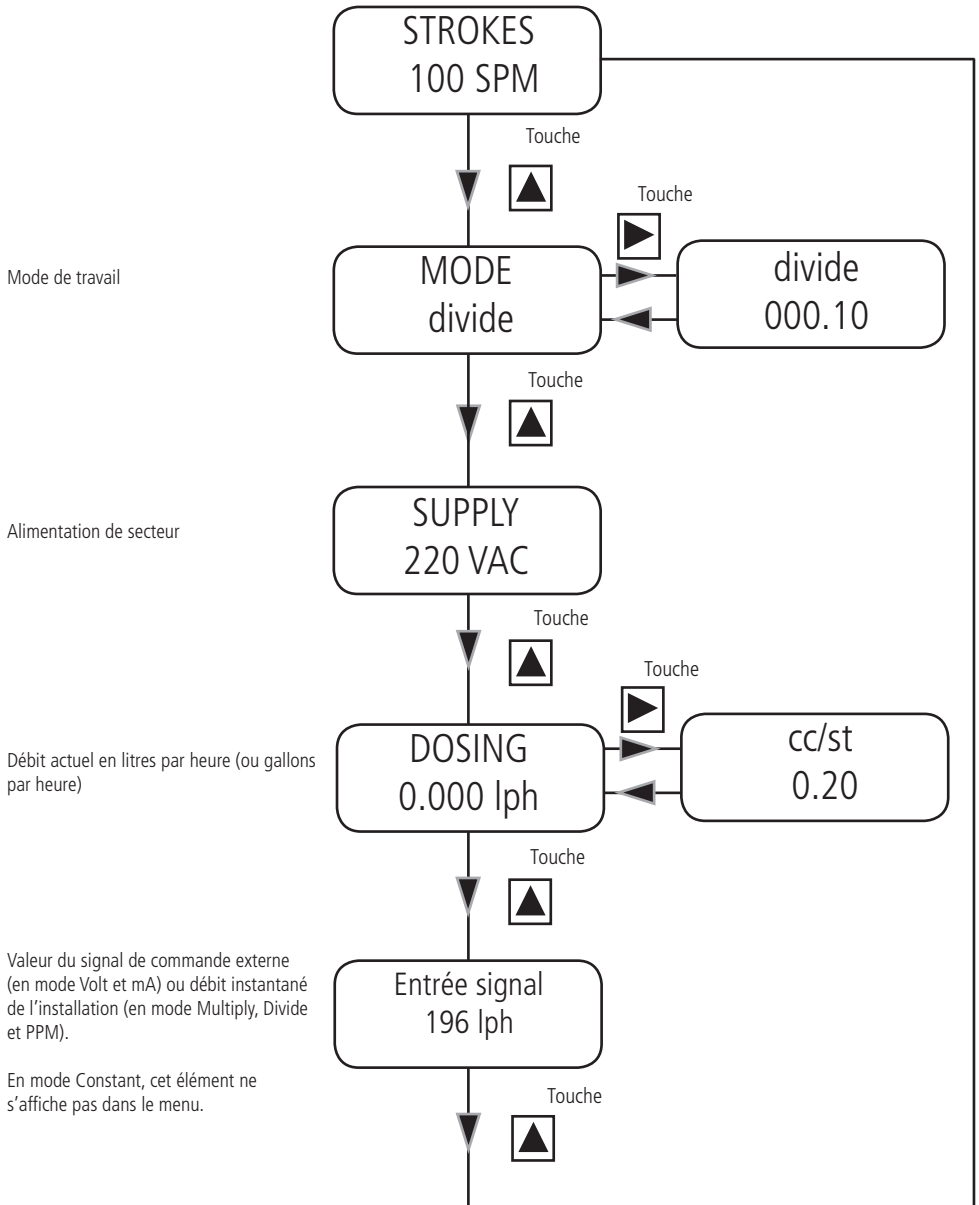 STROKES
100 SPM
Touche
Touche
Mode de travail
MODE
divide
divide
000.10
Touche
Alimentation de secteur
SUPPLY
220 VAC
Touche
Touche
Débit actuel en litres par heure (ou gallons
par heure)
DOSING
0.000 lph
cc/st
0.20
Touche
Valeur du signal de commande externe
(en mode Volt et mA) ou débit instantané
de l’installation (en mode Multiply, Divide
et PPM).
En mode Constant, cet élément ne
s’affiche pas dans le menu.
Entrée signal
196 lph
Touche